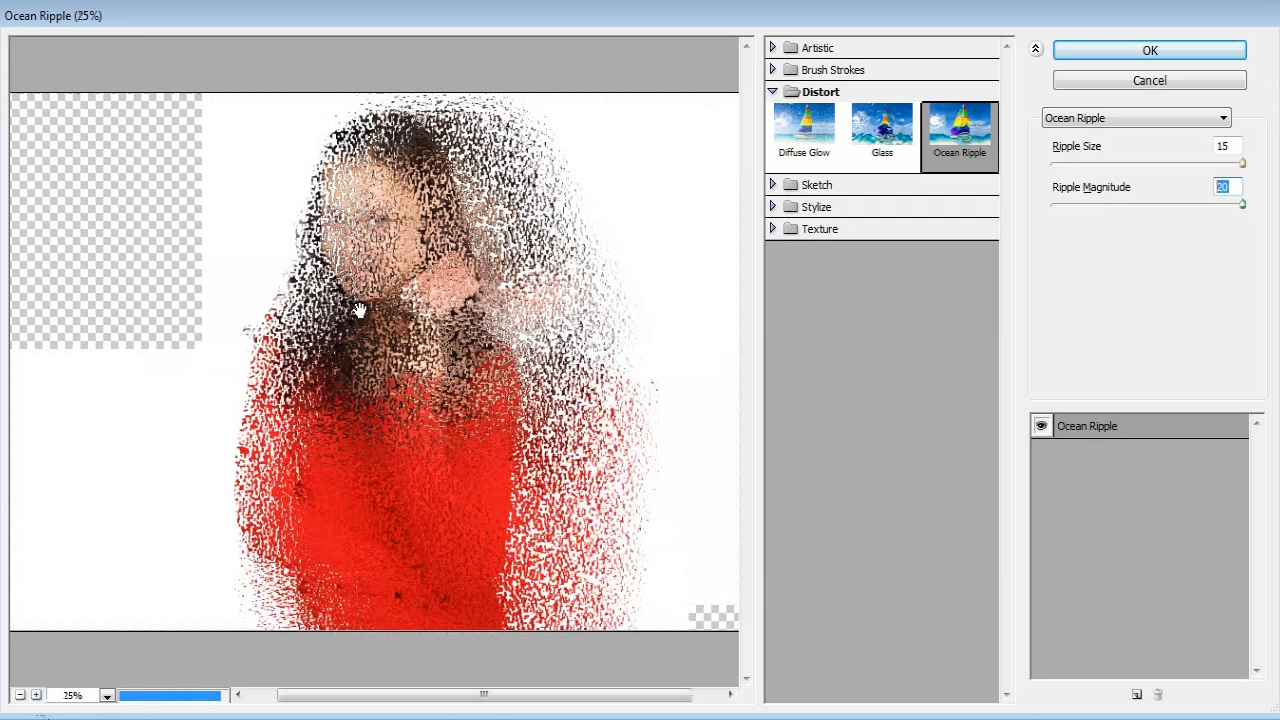 Ocean Ripple (25%)
Artistic
Brush Strokes
Distort
Diffuse Glow
Glass
Ocean Ripple
Sketch
Stylize
Texture
OK
Cancel
Ocean Ripple
Ripple Size 15
Ripple Magnitude 20
Ocean Ripple
25%